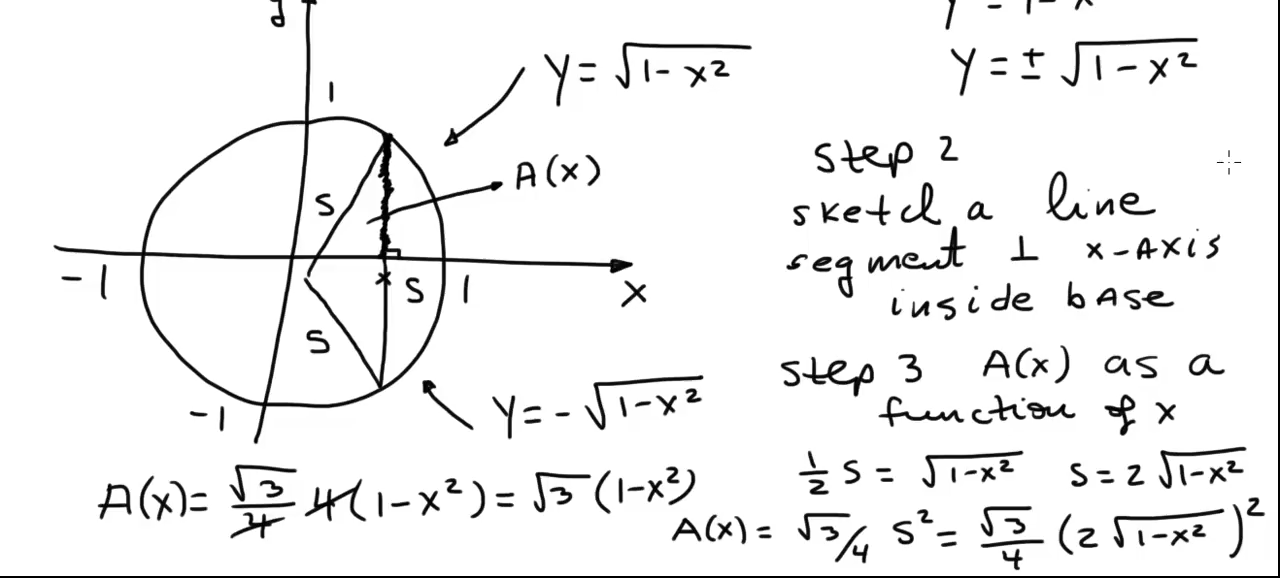 y
Y = 1 - x
Y = √(1 - x²)
Y = ± √(1 - x²)
1
step 2
A(x)
S
sketch a line
segment ⊥ x-AXIS
inside bASE
-1
x
S
1
x
S
step 3 A(x) as a
function of x
-1
Y = - √(1-x²)
½ S = √(1-x²) S = 2 √(1-x²)
A(x) = √3/4 4(1-x²) = √3 (1-x²)
A(x) = √3/4 S² = √3/4 (2 √(1-x²))²